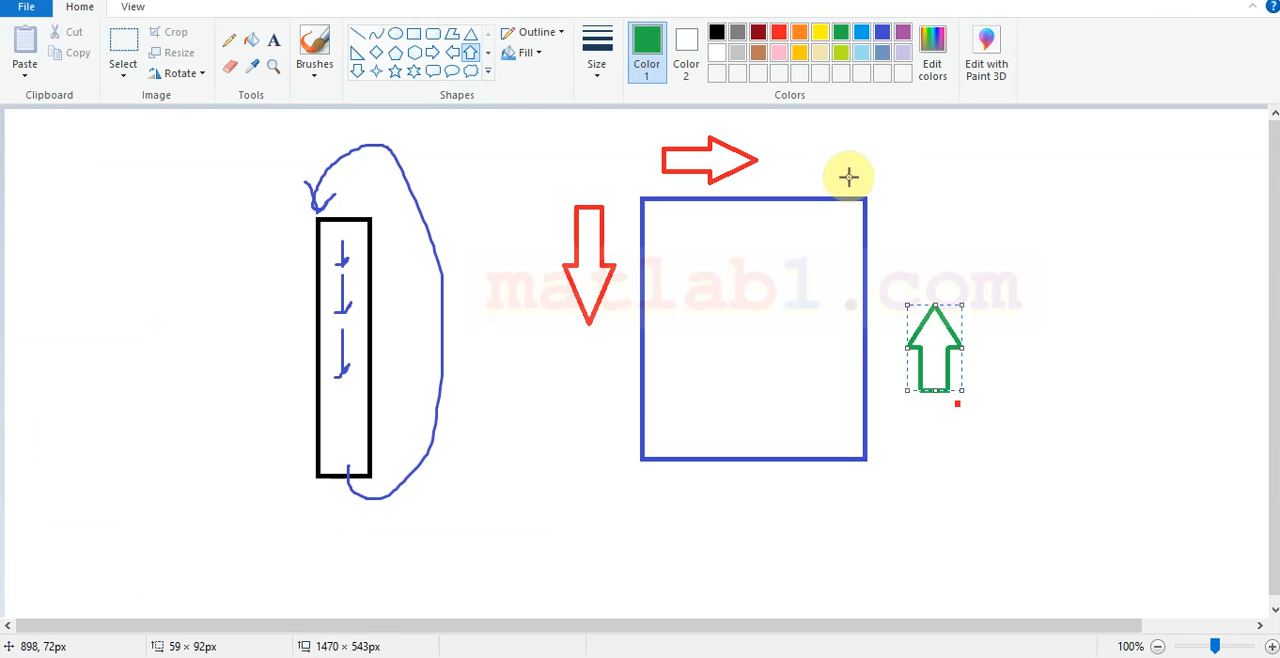 File Home View
Paste
Cut
Copy
Clipboard
Select
Crop
Resize
Rotate
Image
Tools
Brushes
Outline
Fill
Shapes
Size
Color 1
Color 2
Edit colors
Colors
Edit with Paint 3D
matlab1.com
898, 72px 59 × 92px 1470 × 543px 100%